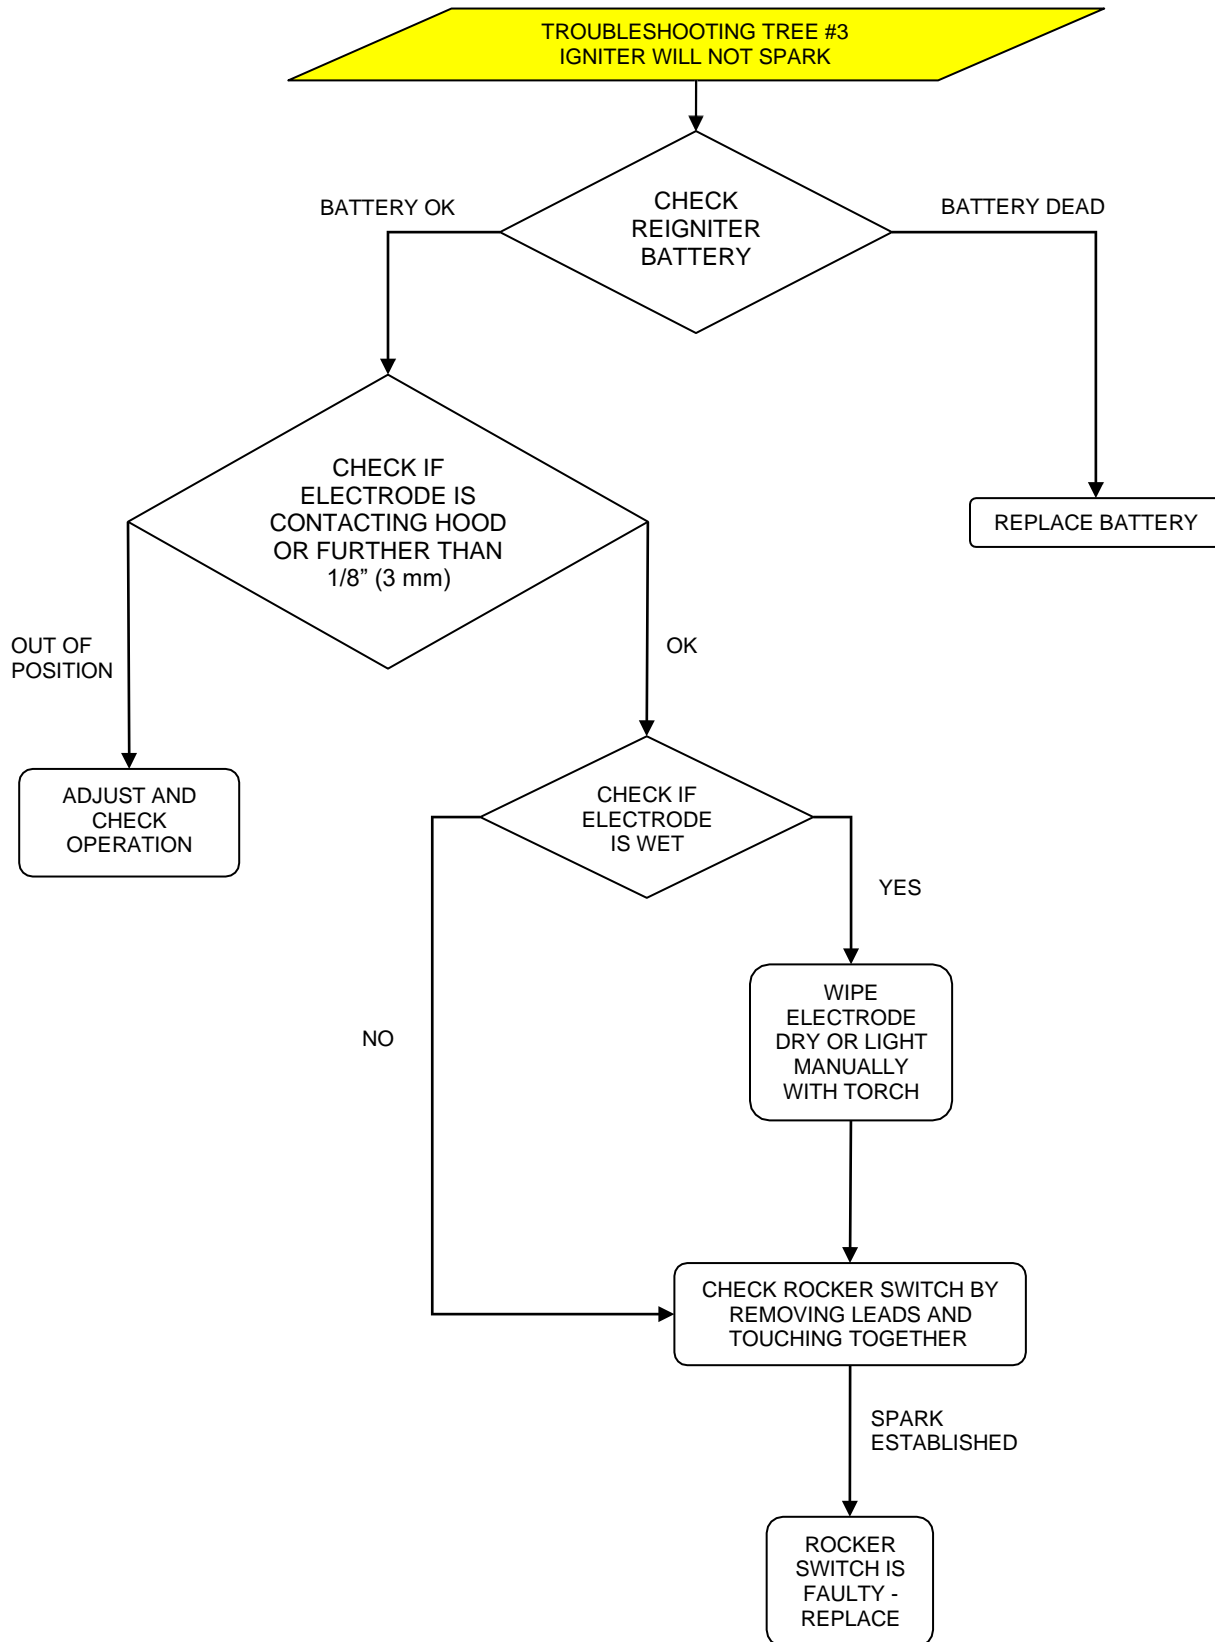 TROUBLESHOOTING TREE #3
IGNITER WILL NOT SPARK
CHECK
REIGNITER
BATTERY
BATTERY OK
BATTERY DEAD
CHECK IF
ELECTRODE IS
CONTACTING HOOD
OR FURTHER THAN
1/8” (3 mm)
REPLACE BATTERY
OUT OF
POSITION
OK
ADJUST AND
CHECK
OPERATION
CHECK IF
ELECTRODE
IS WET
YES
NO
WIPE
ELECTRODE
DRY OR LIGHT
MANUALLY
WITH TORCH
CHECK ROCKER SWITCH BY
REMOVING LEADS AND
TOUCHING TOGETHER
SPARK
ESTABLISHED
ROCKER
SWITCH IS
FAULTY -
REPLACE